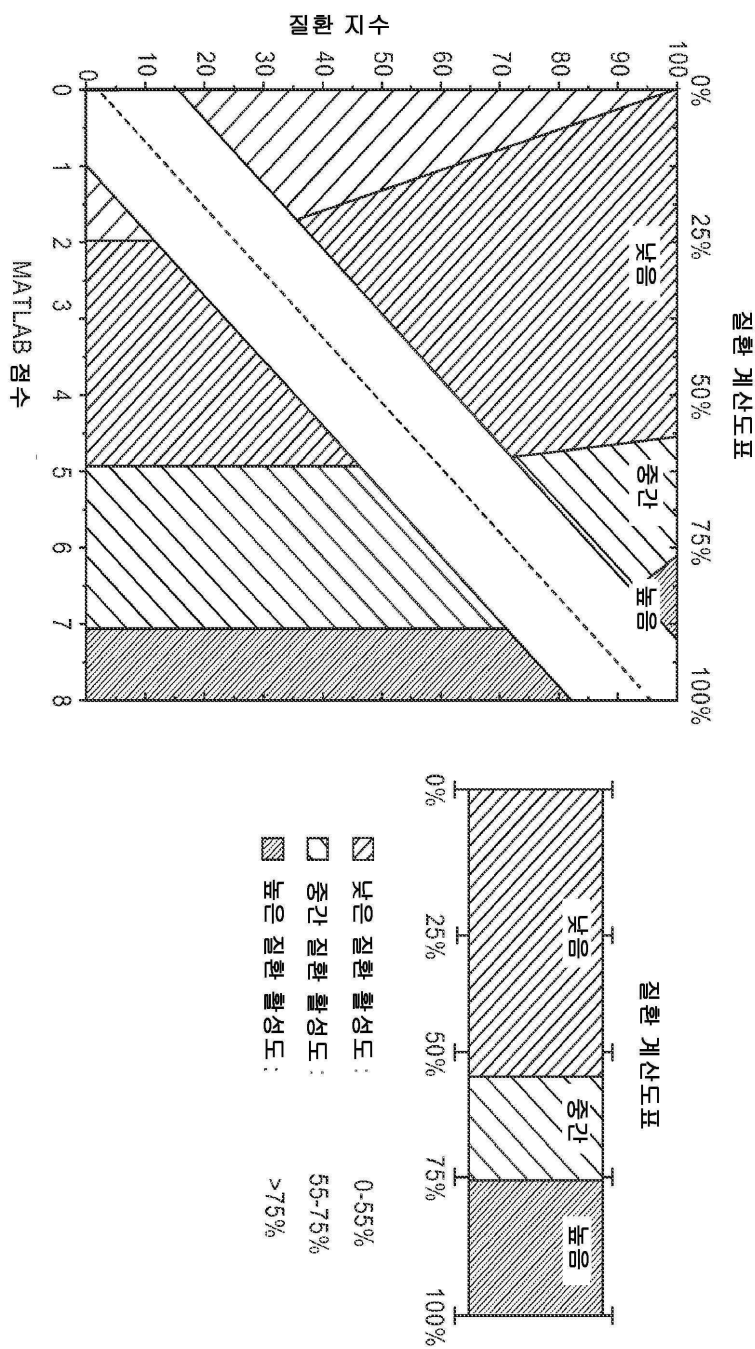 질환 계산도표
0% 25% 50% 75% 100%
낮음
중간
높음
질환 지수
100
90
80
70
60
50
40
30
20
10
0
0 1 2 3 4 5 6 7 8
MATLAB 점수
질환 계산도표
낮음 중간 높음
0% 25% 50% 75% 100%
낮은 질환 활성도 : 0-55%
중간 질환 활성도 : 55-75%
높은 질환 활성도 : >75%